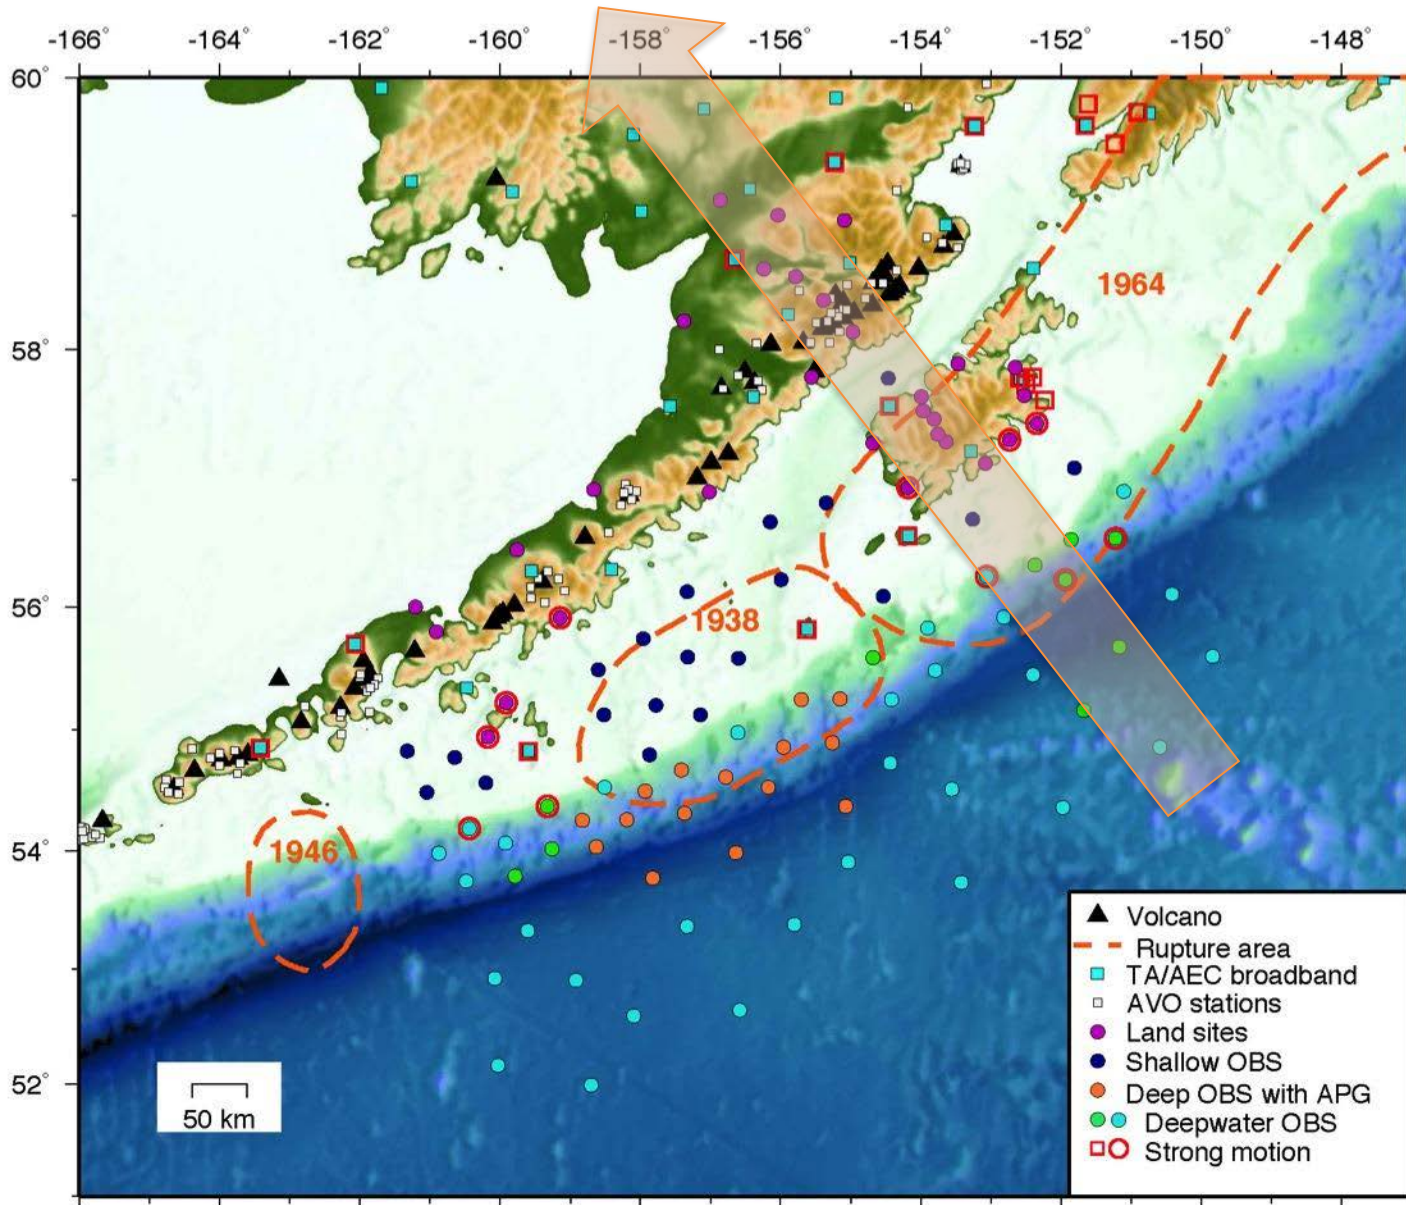 -166° -164° -162° -160° -158° -156° -154° -152° -150° -148°
60°
58°
56°
54°
52°
1964
1938
1946
50 km
Volcano
Rupture area
TA/AEC broadband
AVO stations
Land sites
Shallow OBS
Deep OBS with APG
Deepwater OBS
Strong motion